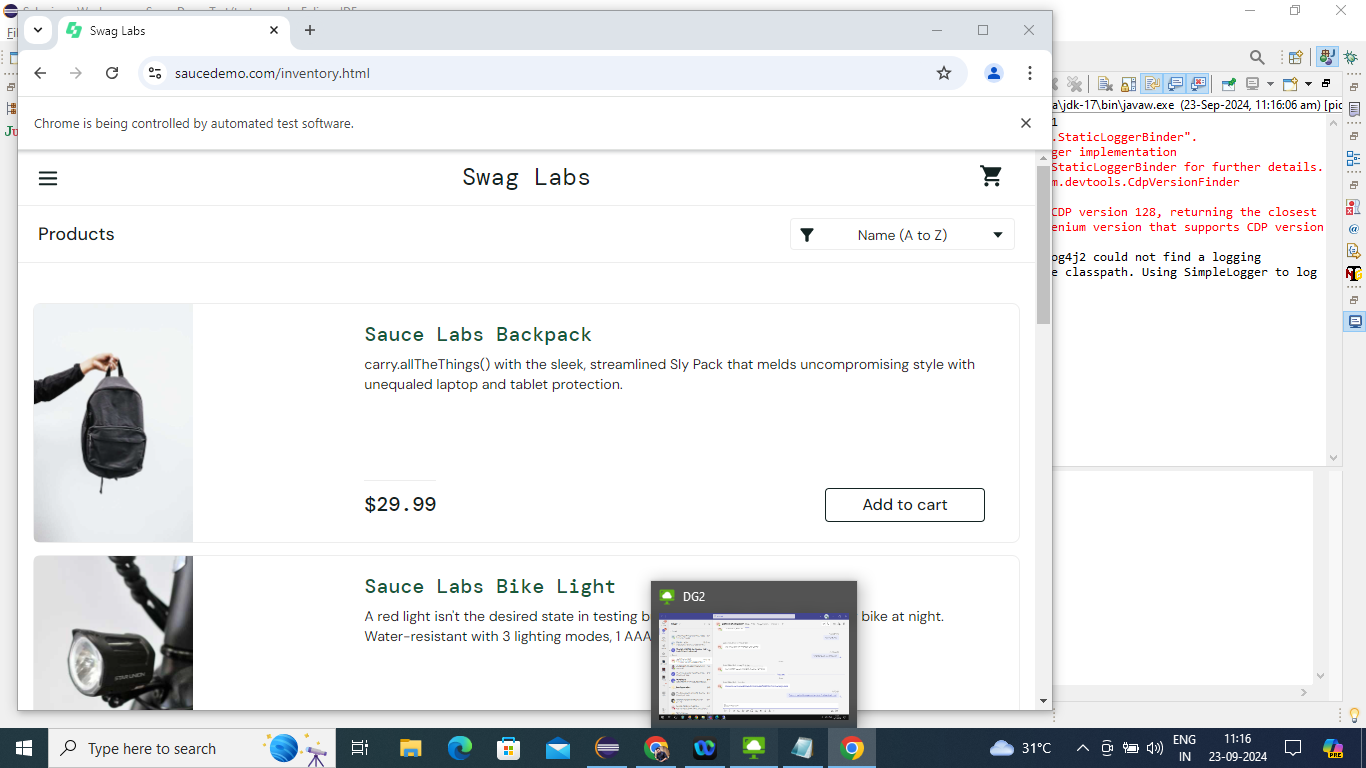 Swag Labs
saucedemo.com/inventory.html
Chrome is being controlled by automated test software.
Swag Labs
Products
Name (A to Z)
Sauce Labs Backpack
carry.allTheThings() with the sleek, streamlined Sly Pack that melds uncompromising style with
unequaled laptop and tablet protection.
$29.99
Add to cart
Sauce Labs Bike Light
A red light isn't the desired state in testing b
bike at night.
Water-resistant with 3 lighting modes, 1 AAA
DG2
a\jdk-17\bin\javaw.exe (23-Sep-2024, 11:16:06 am) [pic
1
.StaticLoggerBinder".
ger implementation
StaticLoggerBinder for further details.
m.devtools.CdpVersionFinder
CDP version 128, returning the closest
enium version that supports CDP version
og4j2 could not find a logging
e classpath. Using SimpleLogger to log
Type here to search
31°C
ENG
IN
11:16
23-09-2024